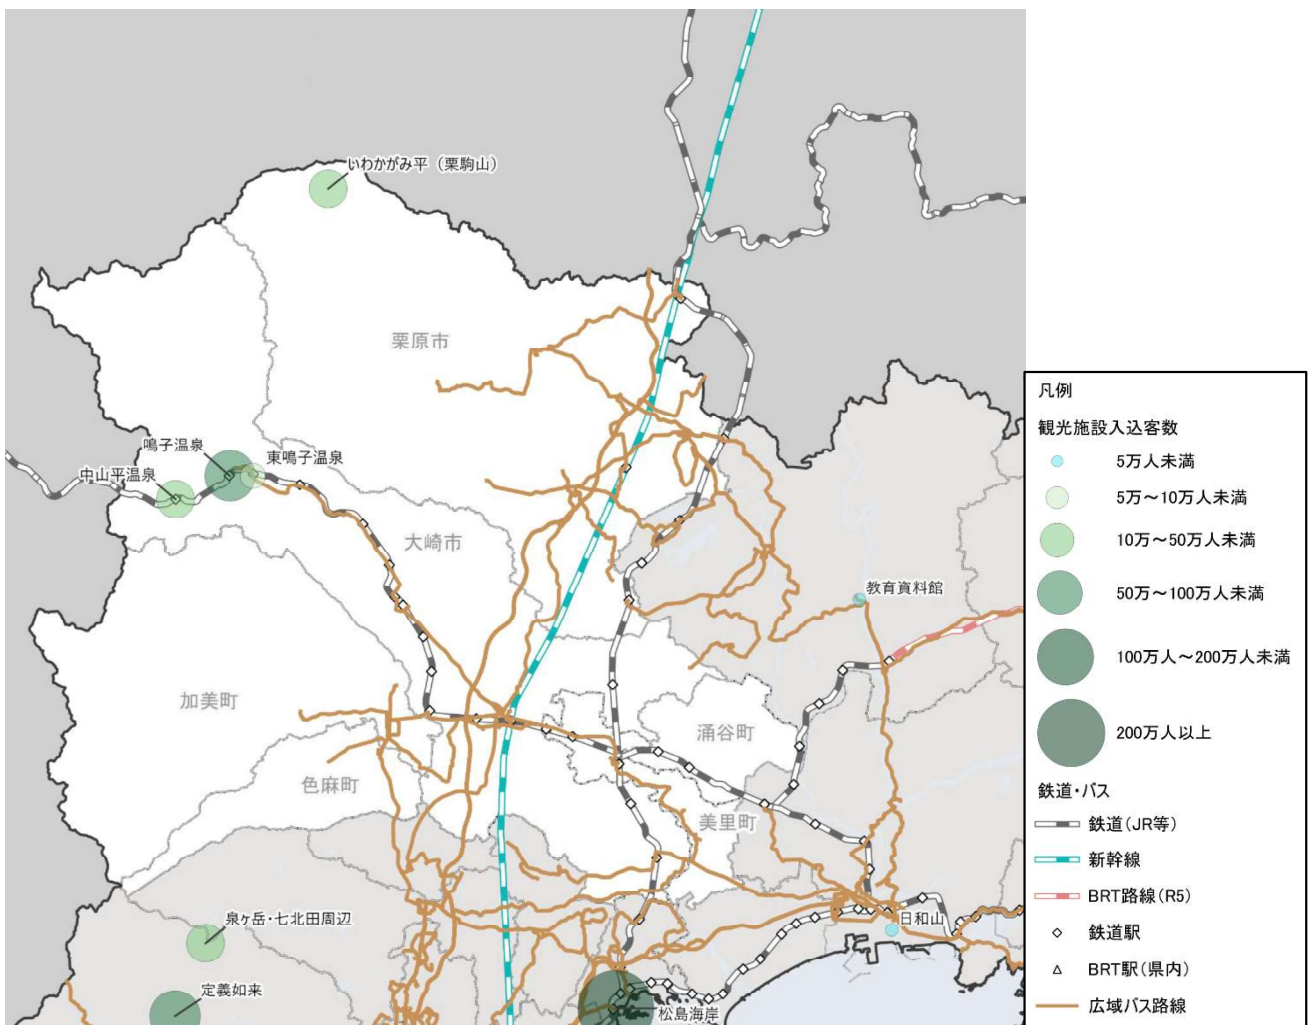 いわかがみ平（栗駒山）
栗原市
鳴子温泉
東鳴子温泉
中山平温泉
大崎市
教育資料館
加美町
涌谷町
色麻町
美里町
泉ヶ岳・七北田周辺
日和山
定義如来
松島海岸
凡例
観光施設入込客数
5万人未満
5万～10万人未満
10万～50万人未満
50万～100万人未満
100万人～200万人未満
200万人以上
鉄道・バス
鉄道（JR等）
新幹線
BRT路線（R5）
鉄道駅
BRT駅（県内）
広域バス路線